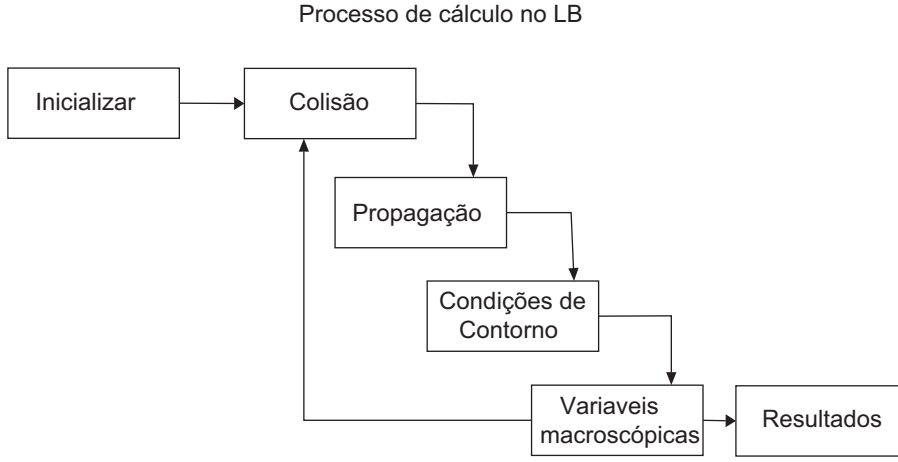 Processo de cálculo no LB
Inicializar
Colisão
Propagação
Condições de
Contorno
Variaveis
macroscópicas
Resultados